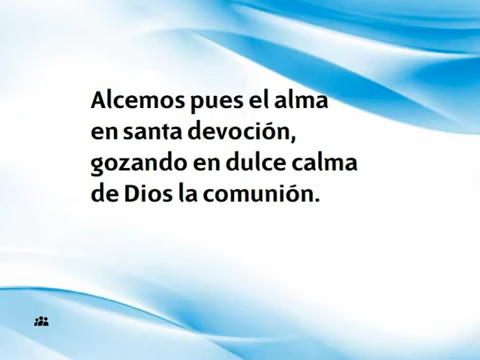 Alcemos pues el alma
en santa devoción,
gozando en dulce calma
de Dios la comunión.